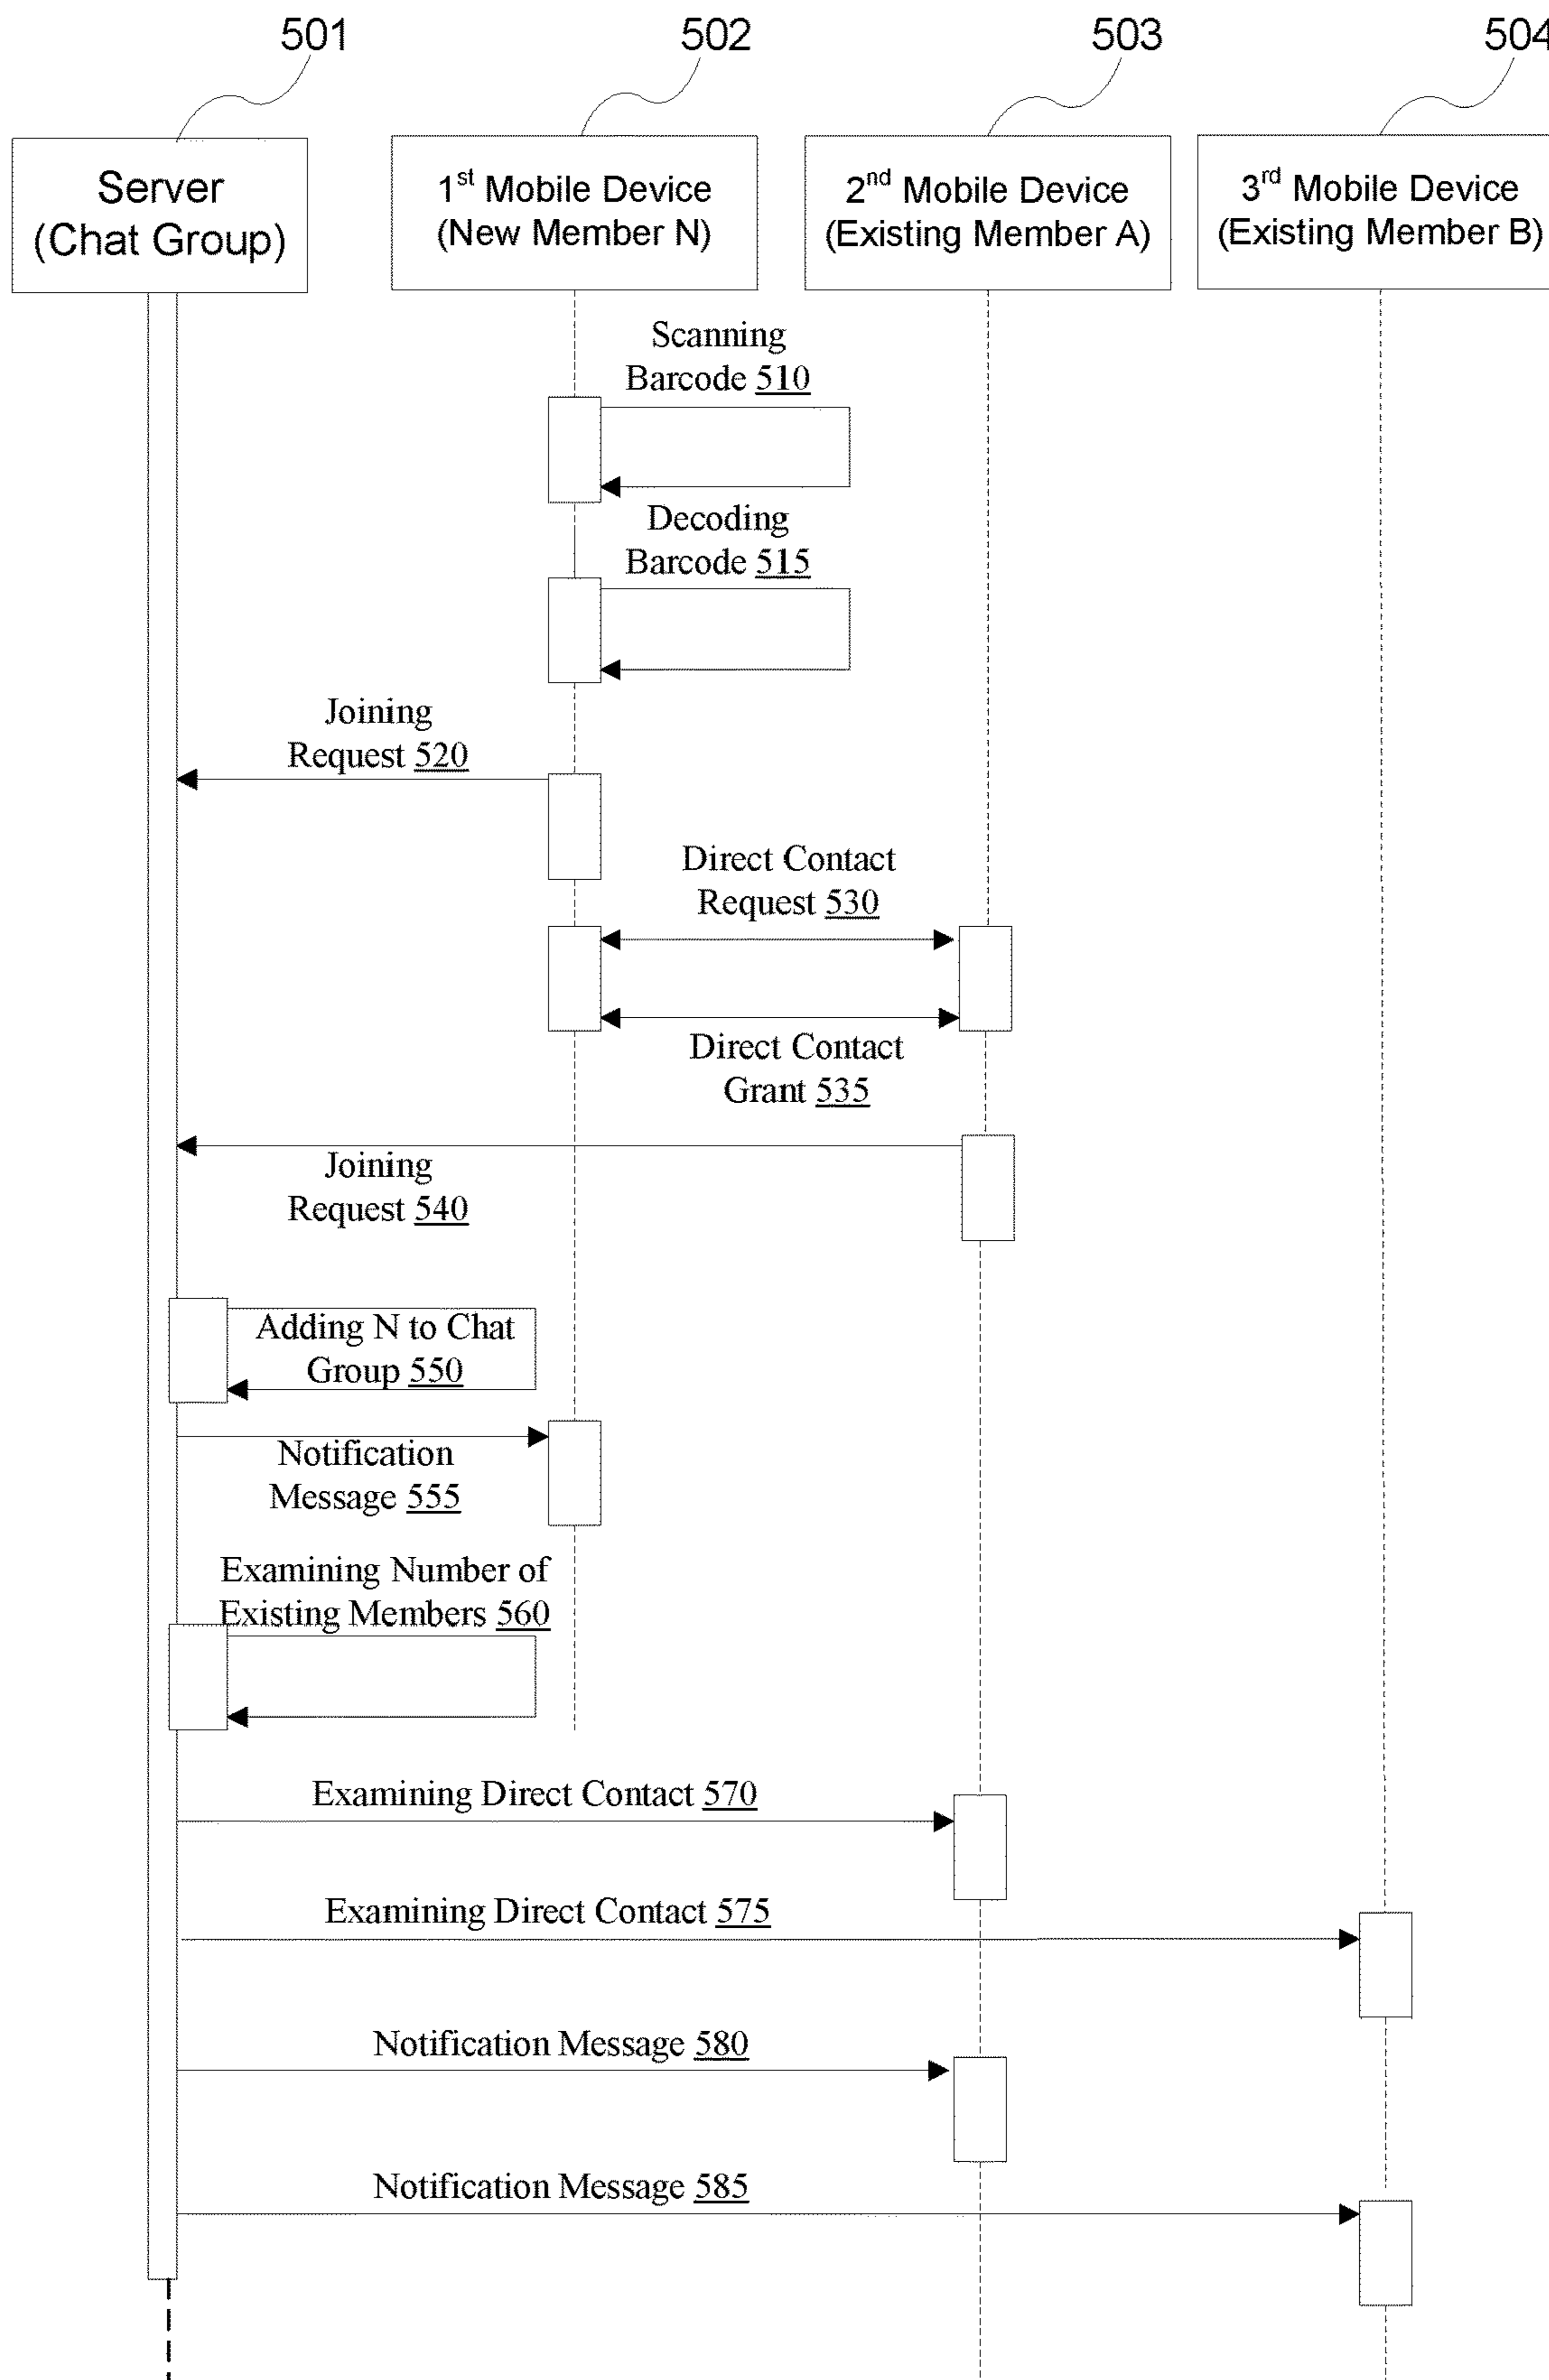 501
502
503
504
Server
(Chat Group)
1st Mobile Device
(New Member N)
2nd Mobile Device
(Existing Member A)
3rd Mobile Device
(Existing Member B)
Scanning
Barcode 510
Decoding
Barcode 515
Joining
Request 520
Direct Contact
Request 530
Direct Contact
Grant 535
Joining
Request 540
Adding N to Chat
Group 550
Notification
Message 555
Examining Number of
Existing Members 560
Examining Direct Contact 570
Examining Direct Contact 575
Notification Message 580
Notification Message 585